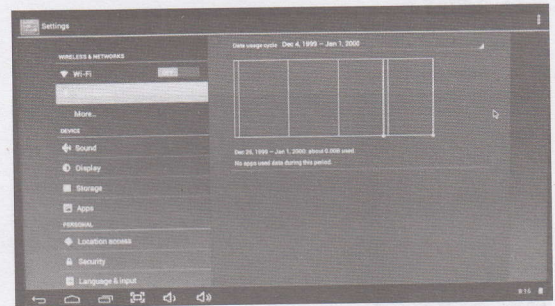 Settings
WIRELESS & NETWORKS
Wi-Fi
OFF
More...
DEVICE
Sound
Display
Storage
Apps
PERSONAL
Location access
Security
Language & input
Data usage cycle Dec 4, 1999 – Jan 1, 2000
Dec 26, 1999 – Jan 1, 2000: about 0.00B used.
No apps used data during this period.
9:15